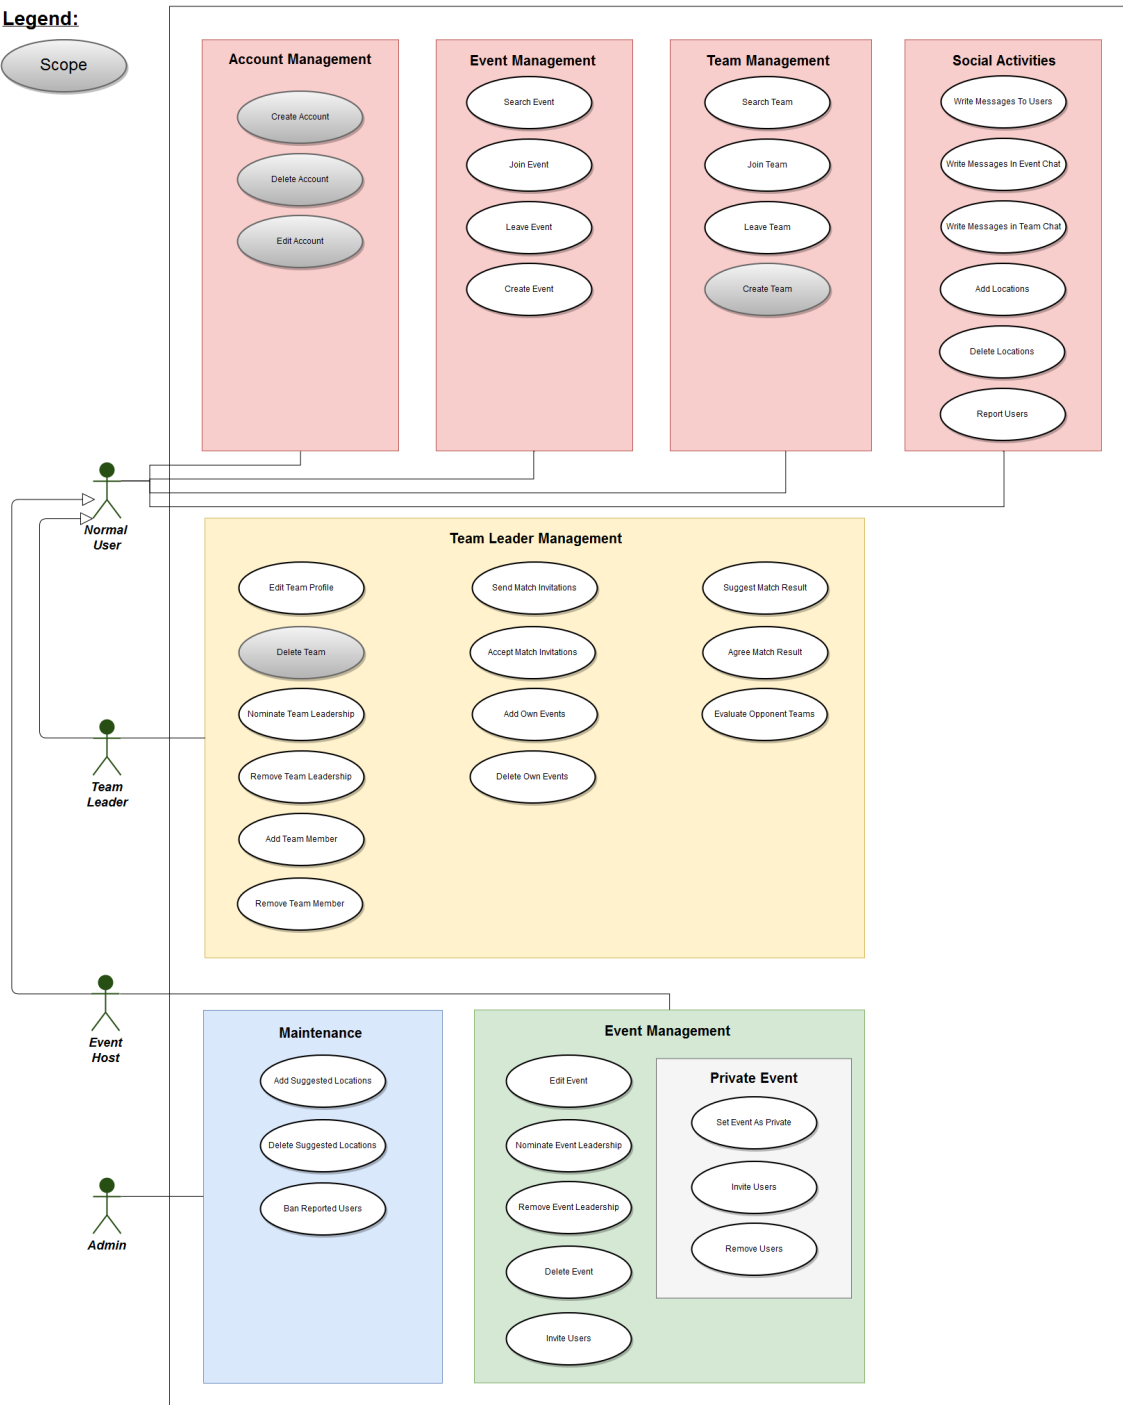 Legend:
Scope
Account Management
Create Account
Delete Account
Edit Account
Event Management
Search Event
Join Event
Leave Event
Create Event
Team Management
Search Team
Join Team
Leave Team
Create Team
Social Activities
Write Messages To Users
Write Messages In Event Chat
Write Messages in Team Chat
Add Locations
Delete Locations
Report Users
Normal
User
Team Leader Management
Edit Team Profile
Delete Team
Nominate Team Leadership
Remove Team Leadership
Add Team Member
Remove Team Member
Send Match Invitations
Accept Match Invitations
Add Own Events
Delete Own Events
Suggest Match Result
Agree Match Result
Evaluate Opponent Teams
Team
Leader
Event
Host
Maintenance
Add Suggested Locations
Delete Suggested Locations
Ban Reported Users
Event Management
Edit Event
Nominate Event Leadership
Remove Event Leadership
Delete Event
Invite Users
Private Event
Set Event As Private
Invite Users
Remove Users
Admin